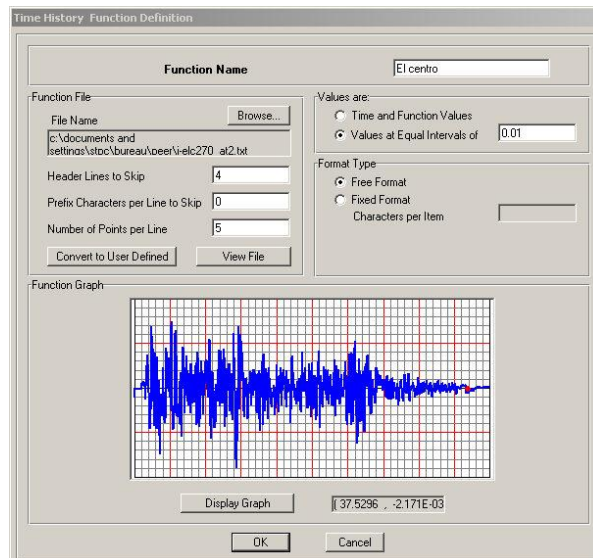 Time History Function Definition
Function Name
El centro
Function File
File Name
Browse...
c:\documents and
settings\stpc\bureau\peer\i-elc270_at2.txt
Header Lines to Skip
4
Prefix Characters per Line to Skip
0
Number of Points per Line
5
Convert to User Defined
View File
Values are:
Time and Function Values
Values at Equal Intervals of
0.01
Format Type
Free Format
Fixed Format
Characters per Item
Function Graph
Display Graph
( 37.5296 , -2.171E-03
OK
Cancel